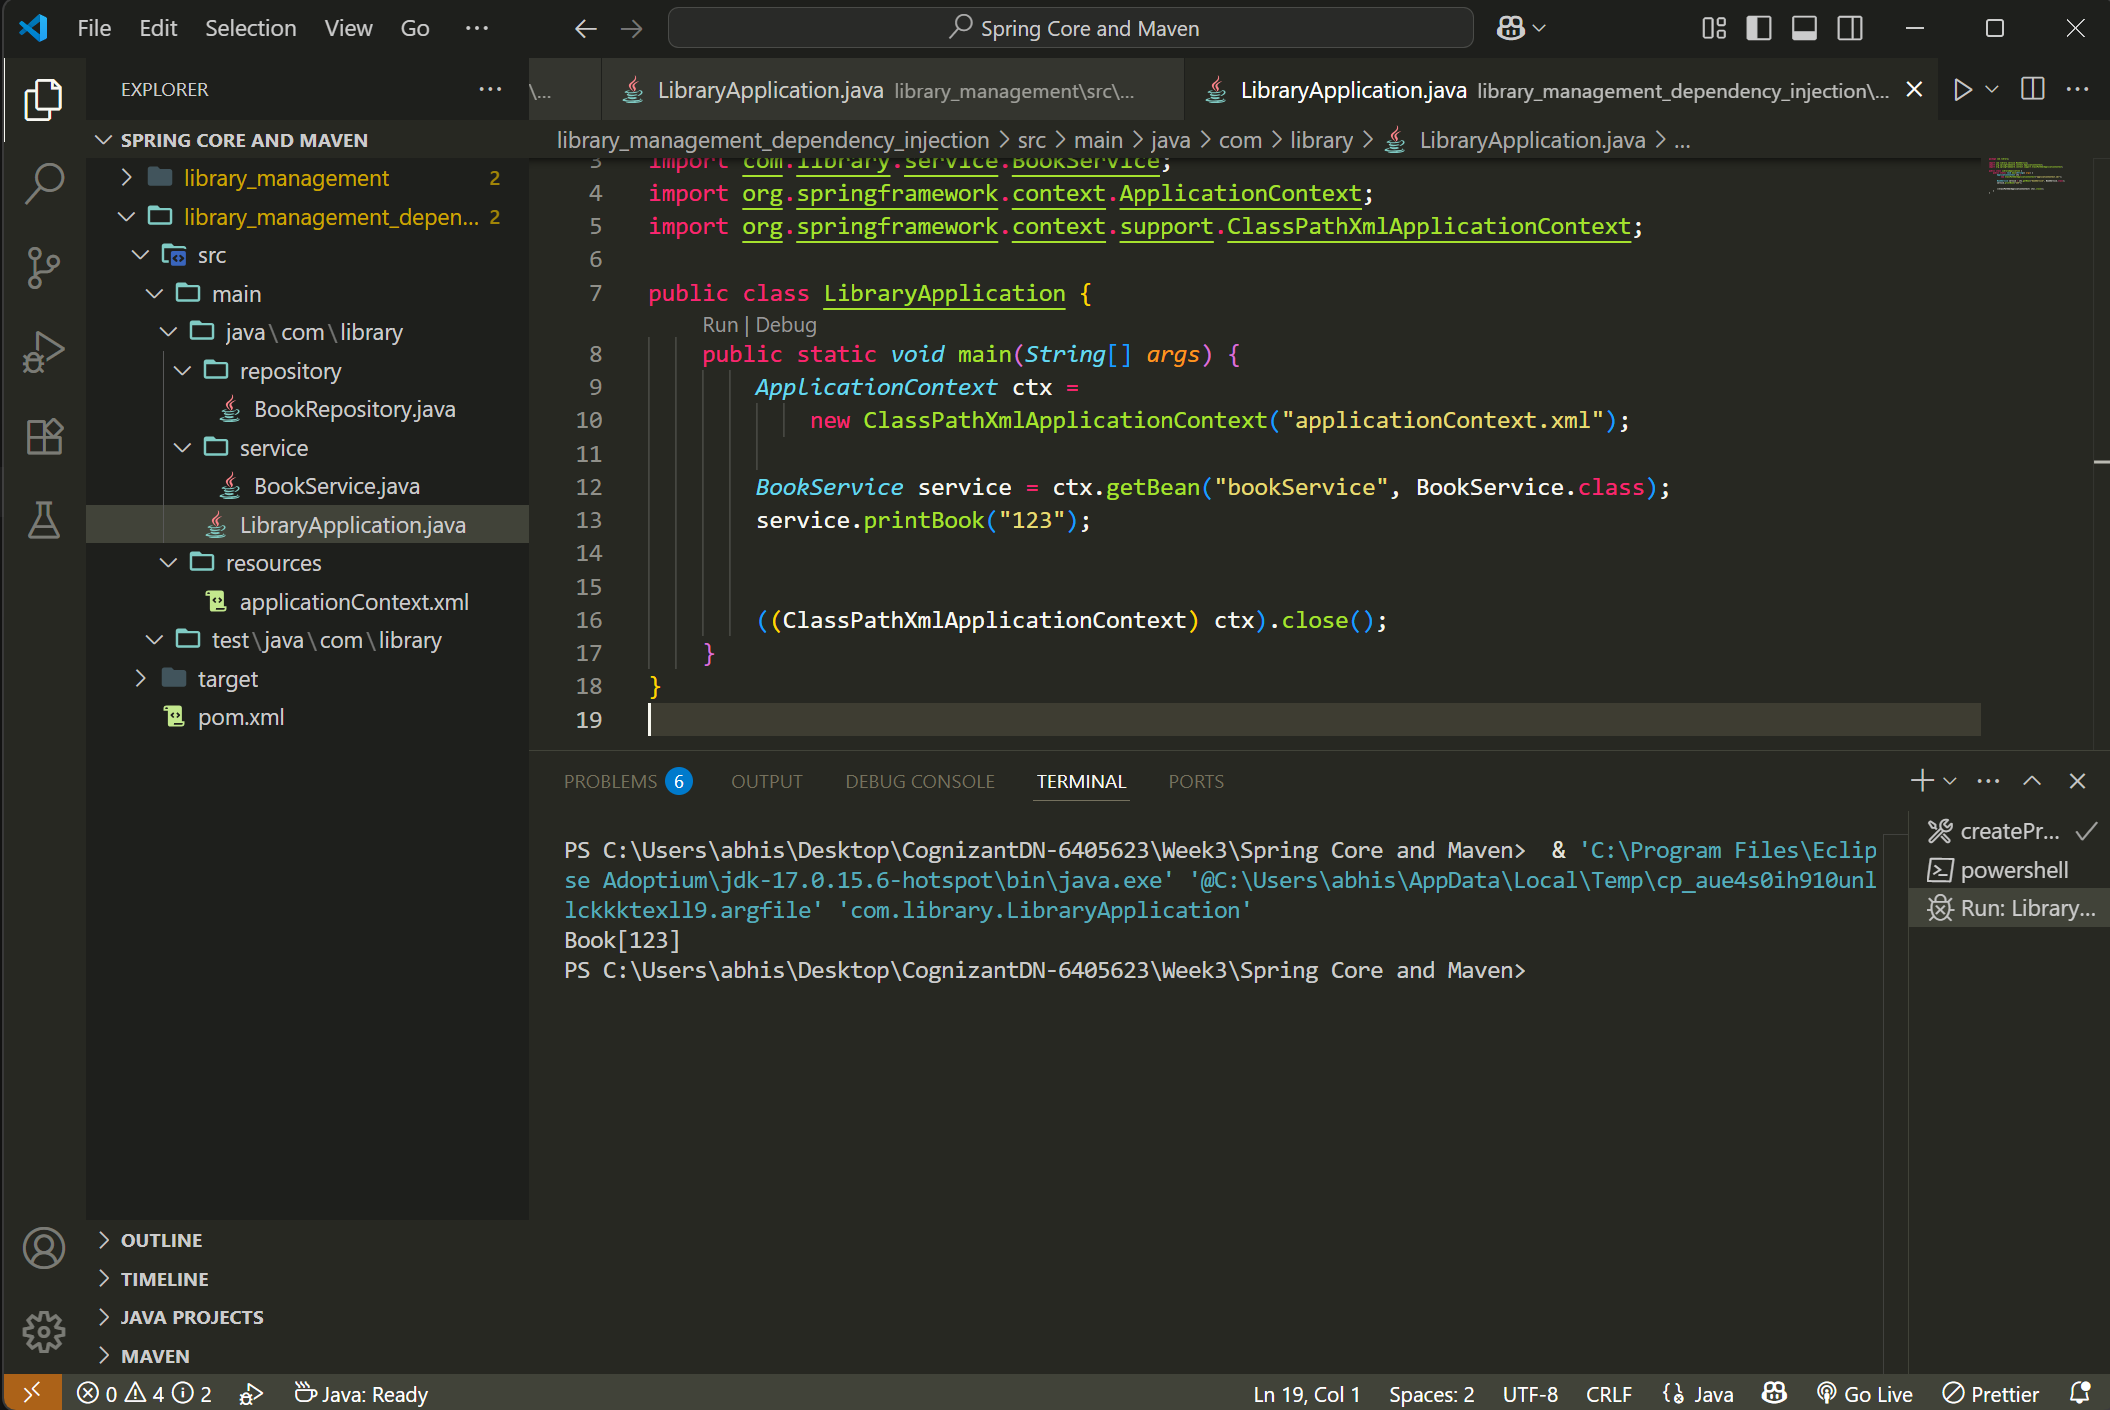 File Edit Selection View Go ··· Spring Core and Maven
EXPLORER
\... LibraryApplication.java library_management\src\... LibraryApplication.java library_management_dependency_injection\...
SPRING CORE AND MAVEN
library_management_dependency_injection > src > main > java > com > library > LibraryApplication.java > ...
library_management 2
library_management_depen... 2
src
main
java\com\library
repository
BookRepository.java
service
BookService.java
LibraryApplication.java
resources
applicationContext.xml
test\java\com\library
target
pom.xml
3 import com.library.service.BookService;
4 import org.springframework.context.ApplicationContext;
5 import org.springframework.context.support.ClassPathXmlApplicationContext;
6
7 public class LibraryApplication {
Run | Debug
8 public static void main(String[] args) {
9 ApplicationContext ctx =
10 new ClassPathXmlApplicationContext("applicationContext.xml");
11
12 BookService service = ctx.getBean("bookService", BookService.class);
13 service.printBook("123");
14
15
16 ((ClassPathXmlApplicationContext) ctx).close();
17 }
18 }
19
PROBLEMS 6 OUTPUT DEBUG CONSOLE TERMINAL PORTS
PS C:\Users\abhis\Desktop\CognizantDN-6405623\Week3\Spring Core and Maven>  & 'C:\Program Files\Eclip
se Adoptium\jdk-17.0.15.6-hotspot\bin\java.exe' '@C:\Users\abhis\AppData\Local\Temp\cp_aue4s0ih910unl
lckkktexll9.argfile' 'com.library.LibraryApplication'
Book[123]
PS C:\Users\abhis\Desktop\CognizantDN-6405623\Week3\Spring Core and Maven>
createPr...
powershell
Run: Library...
OUTLINE
TIMELINE
JAVA PROJECTS
MAVEN
0 4 2 Java: Ready Ln 19, Col 1 Spaces: 2 UTF-8 CRLF Java Go Live Prettier